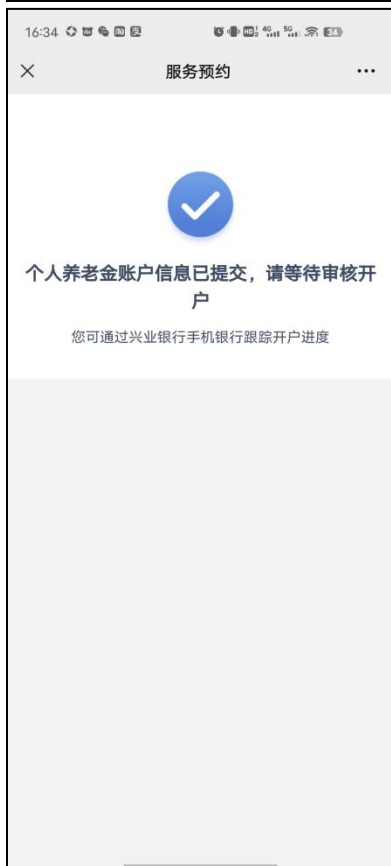 16:34
服务预约
个人养老金账户信息已提交，请等待审核开
户
您可通过兴业银行手机银行跟踪开户进度